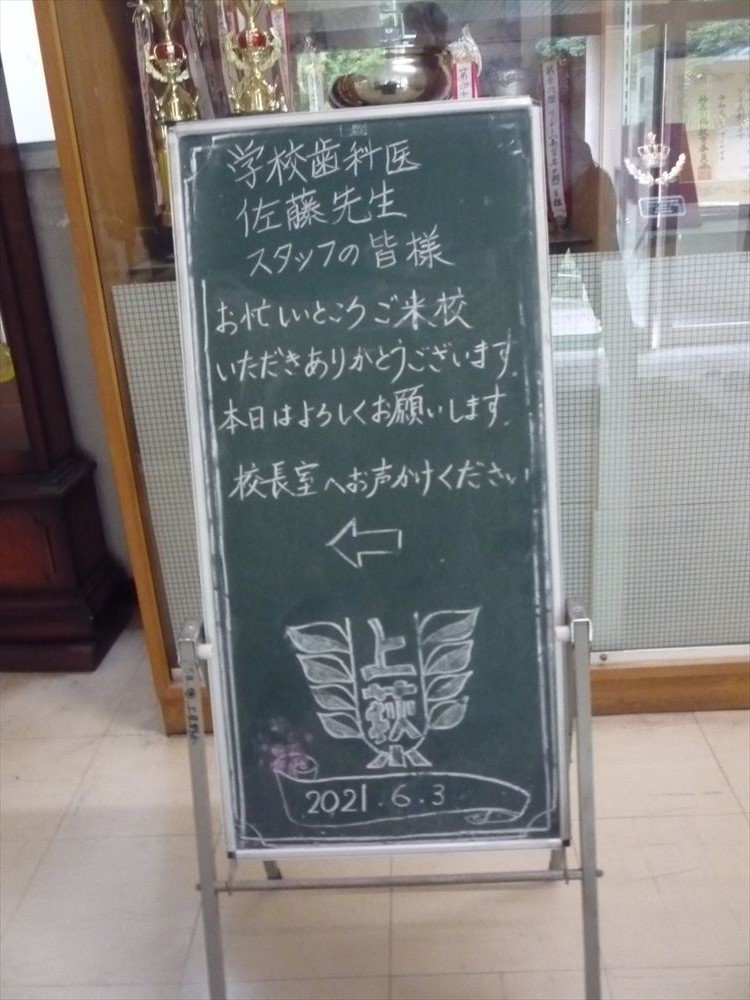 学校歯科医
佐藤先生
スタッフの皆様
お忙しいところご来校
いただきありがとうございます.
本日はよろしくお願いします.
校長室へお声かけください
上
荻
小
2021.6.3